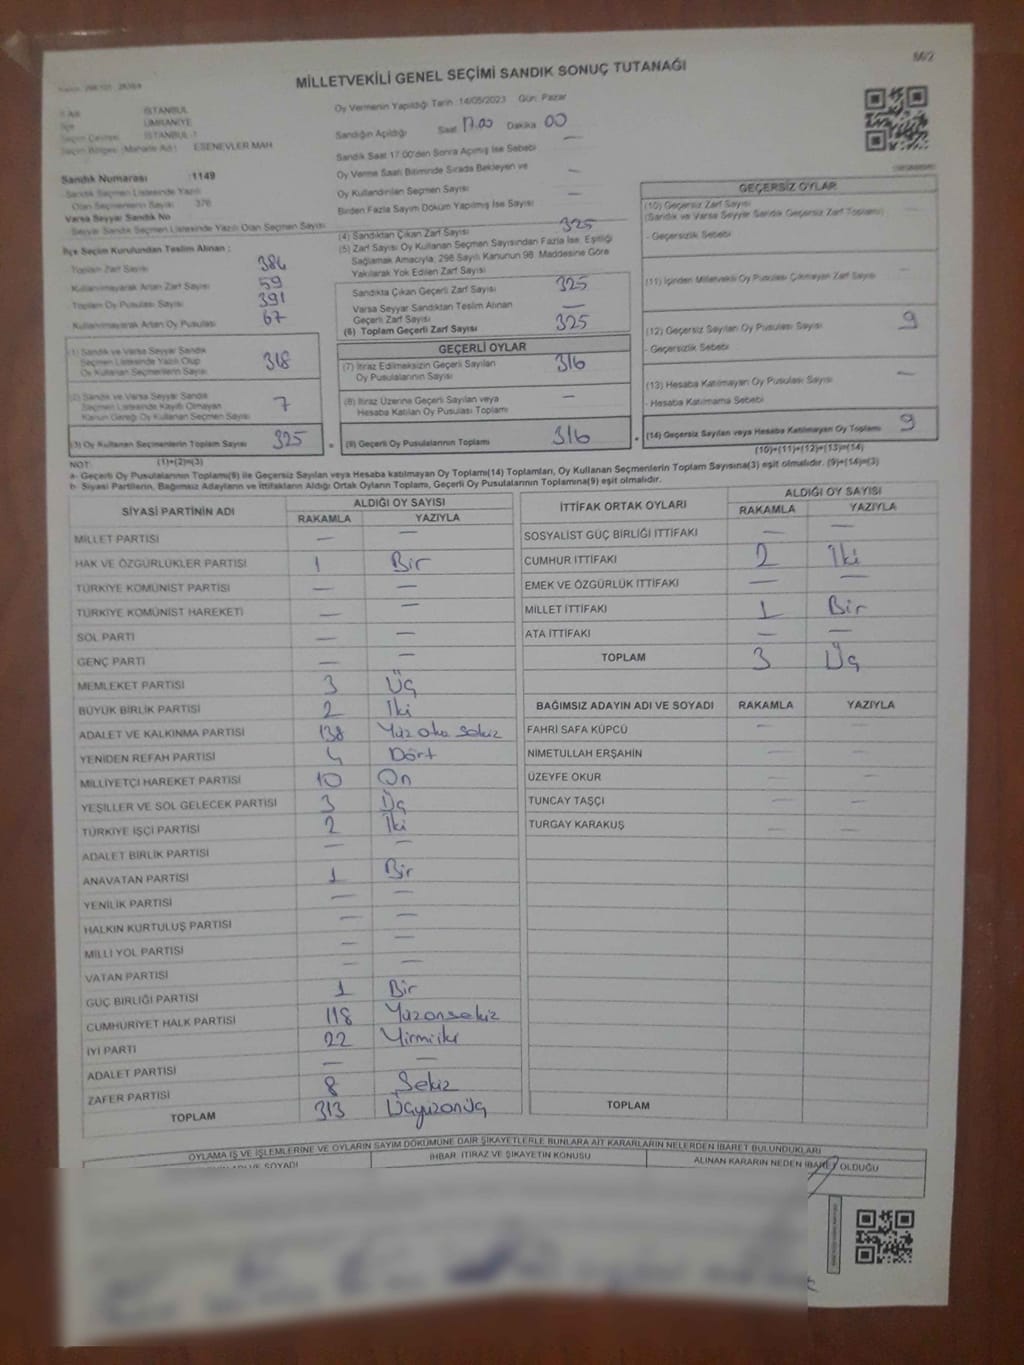 M/2
MİLLETVEKİLİ GENEL SEÇİMİ SANDIK SONUÇ TUTANAĞI
İSTANBUL
ÜMRANİYE
İSTANBUL-1
ESENEVLER MAH
Oy Vermenin Yapıldığı Tarih :14/05/2023 Gün: Pazar
Sandığın Açıldığı Saat 17.00 Dakika 00
Sandık Saat 17:00'den Sonra Açılmış İse Sebebi —
Oy Verme Saati Bitiminde Sırada Bekleyen ve
Oy Kullandırılan Seçmen Sayısı —
Birden Fazla Sayım Döküm Yapılmış İse Sayısı —
Sandık Numarası :1149
Sandık Seçmen Listesinde Yazılı
Olan Seçmenlerin Sayısı 376
Varsa Seyyar Sandık No
Seyyar Sandık Seçmen Listesinde Yazılı Olan Seçmen Sayısı
İlçe Seçim Kurulundan Teslim Alınan :
Toplam Zarf Sayısı 384
Kullanılmayarak Artan Zarf Sayısı 59
Toplam Oy Pusulası Sayısı 391
Kullanılmayarak Artan Oy Pusulası 67
(1) Sandık ve Varsa Seyyar Sandık
Seçmen Listesinde Yazılı Olup
Oy Kullanan Seçmenlerin Sayısı 318
(2) Sandık ve Varsa Seyyar Sandık
Seçmen Listesinde Kayıtlı Olmayan
Kanun Gereği Oy Kullanan Seçmen Sayısı 7
(3) Oy Kullanan Seçmenlerin Toplam Sayısı 325
(4) Sandıktan Çıkan Zarf Sayısı 325
(5) Zarf Sayısı Oy Kullanan Seçmen Sayısından Fazla İse, Eşitliği
Sağlamak Amacıyla; 298 Sayılı Kanunun 98. Maddesine Göre
Yakılarak Yok Edilen Zarf Sayısı
Sandıkta Çıkan Geçerli Zarf Sayısı 325
Varsa Seyyar Sandıktan Teslim Alınan
Geçerli Zarf Sayısı —
(6) Toplam Geçerli Zarf Sayısı 325
GEÇERLİ OYLAR
(7) İtiraz Edilmeksizin Geçerli Sayılan
Oy Pusulalarının Sayısı 316
(8) İtiraz Üzerine Geçerli Sayılan veya
Hesaba Katılan Oy Pusulası Toplamı —
= (9) Geçerli Oy Pusulalarının Toplamı 316
GEÇERSİZ OYLAR
(10) Geçersiz Zarf Sayısı
(Sandık ve Varsa Seyyar Sandık Geçersiz Zarf Toplamı) —
- Geçersizlik Sebebi
(11) İçinden Milletvekili Oy Pusulası Çıkmayan Zarf Sayısı —
(12) Geçersiz Sayılan Oy Pusulası Sayısı 9
- Geçersizlik Sebebi
(13) Hesaba Katılmayan Oy Pusulası Sayısı —
- Hesaba Katılmama Sebebi
+ (14) Geçersiz Sayılan veya Hesaba Katılmayan Oy Toplamı 9
NOT: (1)+(2)=(3)
(10)+(11)+(12)+(13)=(14)
a- Geçerli Oy Pusulalarının Toplamı(9) ile Geçersiz Sayılan veya Hesaba katılmayan Oy Toplamı(14) Toplamları, Oy Kullanan Seçmenlerin Toplam Sayısına(3) eşit olmalıdır. (9)+(14)=(3)
b- Siyasi Partilerin, Bağımsız Adayların ve İttifakların Aldığı Ortak Oyların Toplamı, Geçerli Oy Pusulalarının Toplamına(9) eşit olmalıdır.
SİYASİ PARTİNİN ADI ALDIĞI OY SAYISI
RAKAMLA YAZIYLA
MİLLET PARTİSİ — —
HAK VE ÖZGÜRLÜKLER PARTİSİ 1 Bir
TÜRKİYE KOMÜNİST PARTİSİ — —
TÜRKİYE KOMÜNİST HAREKETİ — —
SOL PARTİ — —
GENÇ PARTİ — —
MEMLEKET PARTİSİ 3 Üç
BÜYÜK BİRLİK PARTİSİ 2 İki
ADALET VE KALKINMA PARTİSİ 138 Yüz otuz sekiz
YENİDEN REFAH PARTİSİ 4 Dört
MİLLİYETÇİ HAREKET PARTİSİ 10 On
YEŞİLLER VE SOL GELECEK PARTİSİ 3 Üç
TÜRKİYE İŞÇİ PARTİSİ 2 İki
ADALET BİRLİK PARTİSİ — —
ANAVATAN PARTİSİ 1 Bir
YENİLİK PARTİSİ — —
HALKIN KURTULUŞ PARTİSİ — —
MİLLİ YOL PARTİSİ — —
VATAN PARTİSİ — —
GÜÇ BİRLİĞİ PARTİSİ 1 Bir
CUMHURİYET HALK PARTİSİ 118 Yüzonsekiz
İYİ PARTİ 22 Yirmiiki
ADALET PARTİSİ — —
ZAFER PARTİSİ 8 Sekiz
TOPLAM 313 Üçyüzonüç
İTTİFAK ORTAK OYLARI ALDIĞI OY SAYISI
RAKAMLA YAZIYLA
SOSYALİST GÜÇ BİRLİĞİ İTTİFAKI — —
CUMHUR İTTİFAKI 2 İki
EMEK VE ÖZGÜRLÜK İTTİFAKI — —
MİLLET İTTİFAKI 1 Bir
ATA İTTİFAKI — —
TOPLAM 3 Üç
BAĞIMSIZ ADAYIN ADI VE SOYADI RAKAMLA YAZIYLA
FAHRİ SAFA KÜPCÜ — —
NİMETULLAH ERŞAHİN — —
ÜZEYFE OKUR — —
TUNCAY TAŞÇI — —
TURGAY KARAKUŞ — —
TOPLAM
OYLAMA İŞ VE İŞLEMLERİNE VE OYLARIN SAYIM DÖKÜMÜNE DAİR ŞİKAYETLERLE BUNLARA AİT KARARLARIN NELERDEN İBARET BULUNDUKLARI
SOYADI İHBAR, İTİRAZ VE ŞİKAYETİN KONUSU ALINAN KARARIN NEDEN İBARET OLDUĞU